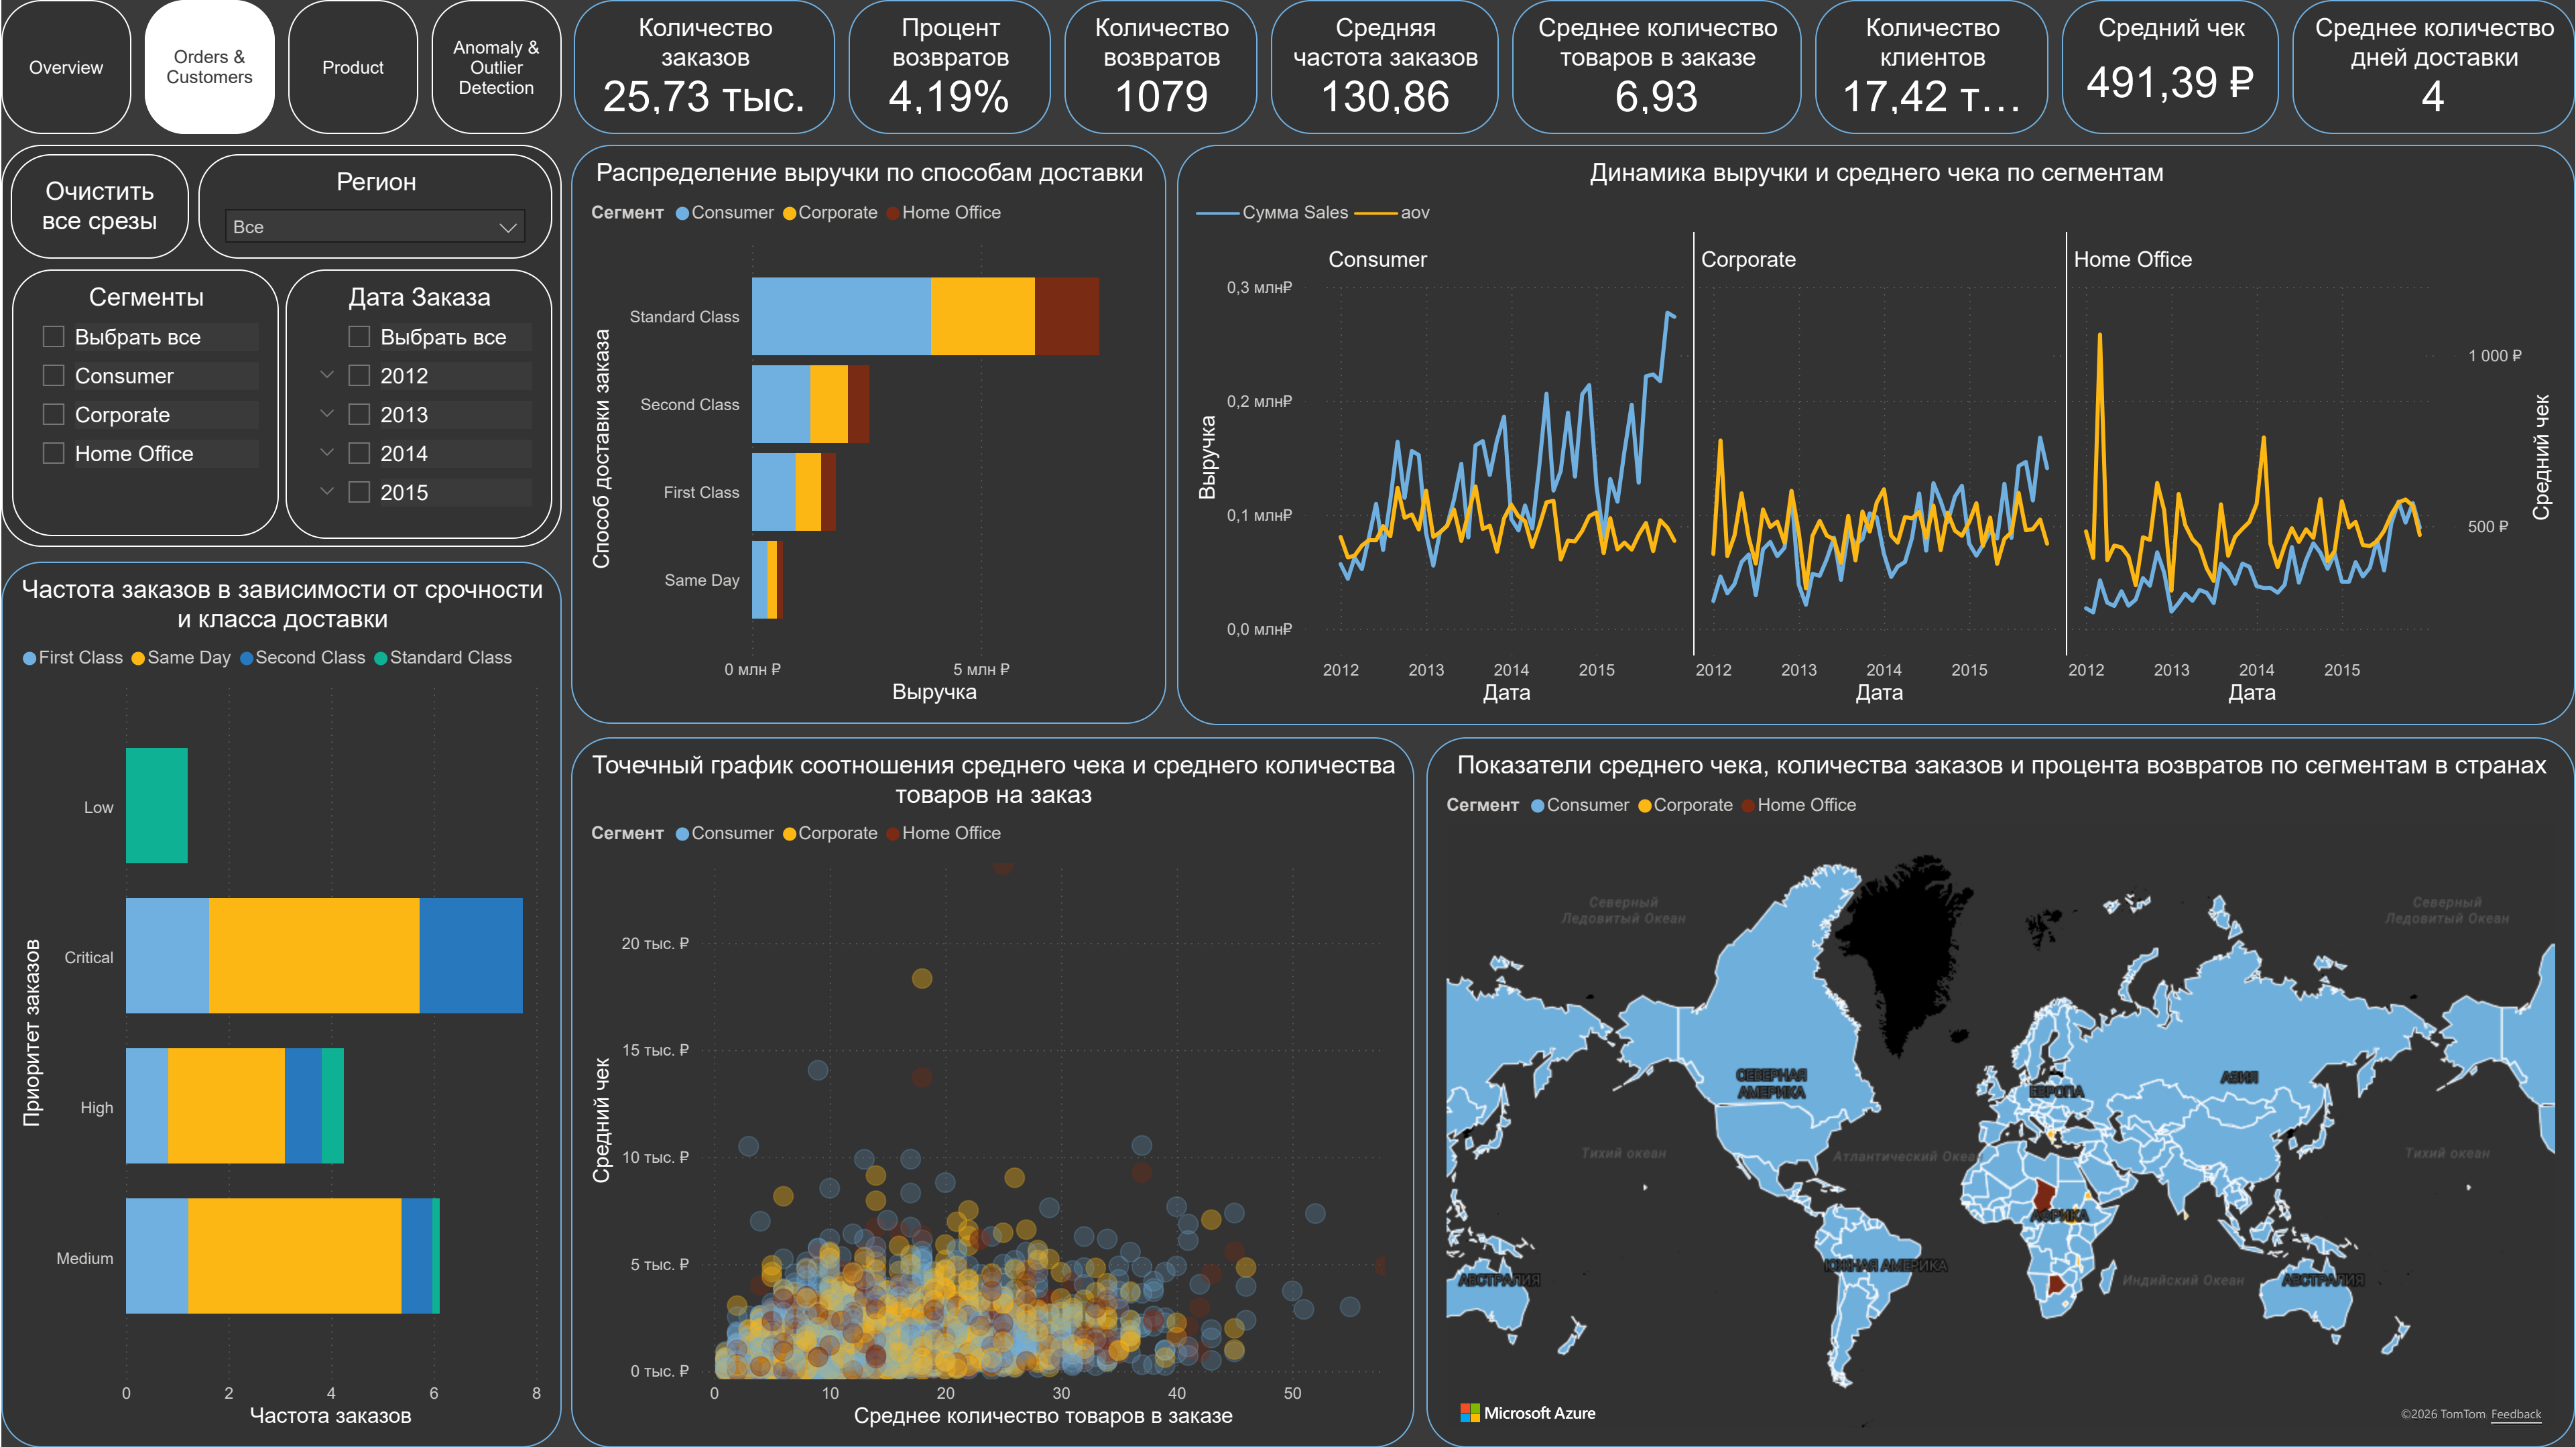 Overview
Orders &
Customers
Product
Anomaly &
Outlier
Detection
Количество
заказов
25,73 тыс.
Процент
возвратов
4,19%
Количество
возвратов
1079
Средняя
частота заказов
130,86
Среднее количество
товаров в заказе
6,93
Количество
клиентов
17,42 т…
Средний чек
491,39 ₽
Среднее количество
дней доставки
4
Очистить
все срезы
Регион
Все
Сегменты
Выбрать все
Consumer
Corporate
Home Office
Дата Заказа
Выбрать все
2012
2013
2014
2015
Распределение выручки по способам доставки
Сегмент Consumer Corporate Home Office
Способ доставки заказа
Standard Class
Second Class
First Class
Same Day
0 млн ₽ 5 млн ₽
Выручка
Динамика выручки и среднего чека по сегментам
Сумма Sales aov
Consumer Corporate Home Office
Выручка
0,3 млн₽
0,2 млн₽
0,1 млн₽
0,0 млн₽
1 000 ₽
500 ₽
Средний чек
2012 2013 2014 2015 2012 2013 2014 2015 2012 2013 2014 2015
Дата Дата Дата
Частота заказов в зависимости от срочности
и класса доставки
First Class Same Day Second Class Standard Class
Приоритет заказов
Low
Critical
High
Medium
0 2 4 6 8
Частота заказов
Точечный график соотношения среднего чека и среднего количества
товаров на заказ
Сегмент Consumer Corporate Home Office
Средний чек
20 тыс. ₽
15 тыс. ₽
10 тыс. ₽
5 тыс. ₽
0 тыс. ₽
0 10 20 30 40 50
Среднее количество товаров в заказе
Показатели среднего чека, количества заказов и процента возвратов по сегментам в странах
Сегмент Consumer Corporate Home Office
Северный
Ледовитый Океан
Северный
Ледовитый Океан
СЕВЕРНАЯ
АМЕРИКА
ЕВРОПА
АЗИЯ
Тихий океан
Атлантический Океан
Тихий океан
АФРИКА
ЮЖНАЯ АМЕРИКА
АВСТРАЛИЯ
Индийский Океан
АВСТРАЛИЯ
Microsoft Azure
©2026 TomTom Feedback